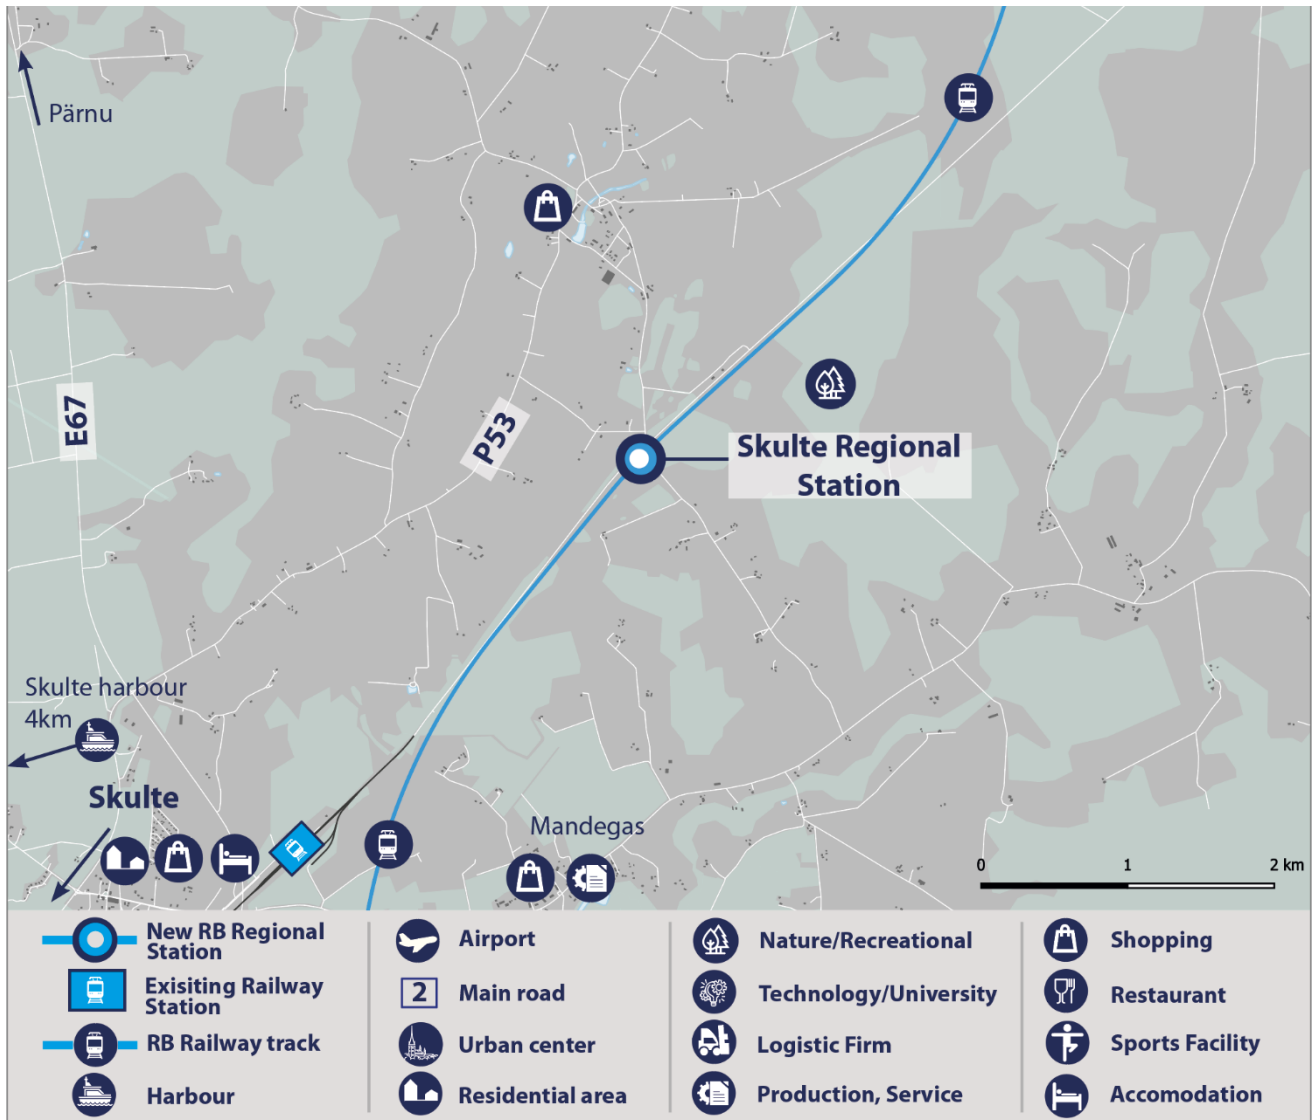 Pärnu
E67
P53
Skulte Regional
Station
Skulte harbour
4km
Skulte
Mandegas
0 1 2 km
New RB Regional
Station
Exisiting Railway
Station
RB Railway track
Harbour
Airport
2 Main road
Urban center
Residential area
Nature/Recreational
Technology/University
Logistic Firm
Production, Service
Shopping
Restaurant
Sports Facility
Accomodation